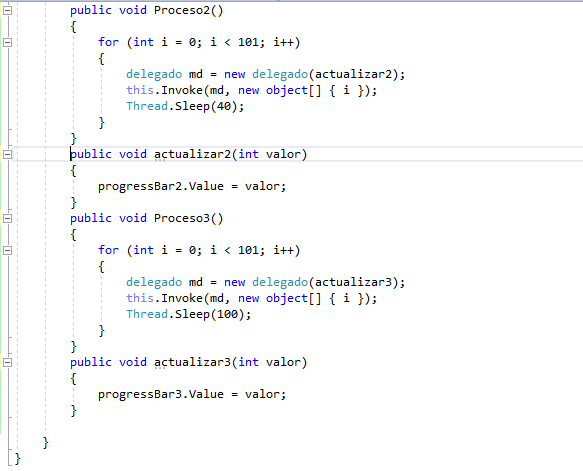 public void Proceso2()
{
for (int i = 0; i < 101; i++)
{
delegado md = new delegado(actualizar2);
this.Invoke(md, new object[] { i });
Thread.Sleep(40);
}
}
public void actualizar2(int valor)
{
progressBar2.Value = valor;
}
public void Proceso3()
{
for (int i = 0; i < 101; i++)
{
delegado md = new delegado(actualizar3);
this.Invoke(md, new object[] { i });
Thread.Sleep(100);
}
}
public void actualizar3(int valor)
{
progressBar3.Value = valor;
}
}
}